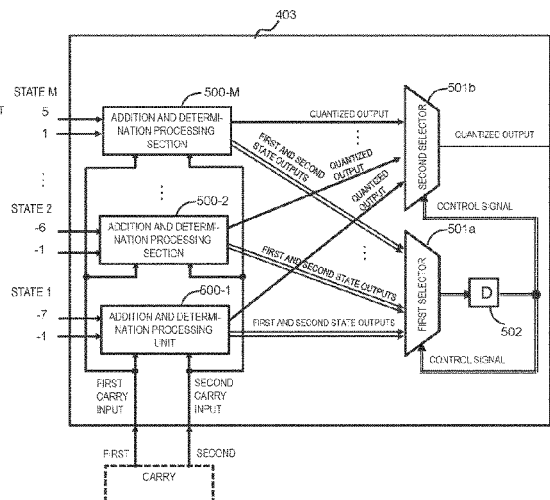 403
STATE M
500-M
T
5
1
ADDITION AND DETERMI-
NATION PROCESSING
SECTION
QUANTIZED OUTPUT
501b
SECOND SELECTOR
QUANTIZED OUTPUT
FIRST AND SECOND
STATE OUTPUTS
QUANTIZED
OUTPUT
QUANTIZED
OUTPUT
STATE 2
500-2
-6
-1
ADDITION AND DETERMI-
NATION PROCESSING
SECTION
CONTROL SIGNAL
501a
FIRST SELECTOR
D
502
FIRST AND SECOND STATE OUTPUTS
STATE 1
600-1
-7
-1
ADDITION AND DETERMI-
NATION PROCESSING
UNIT
FIRST AND SECOND STATE OUTPUTS
CONTROL SIGNAL
FIRST
CARRY
INPUT
SECOND
CARRY
INPUT
FIRST
SECOND
CARRY